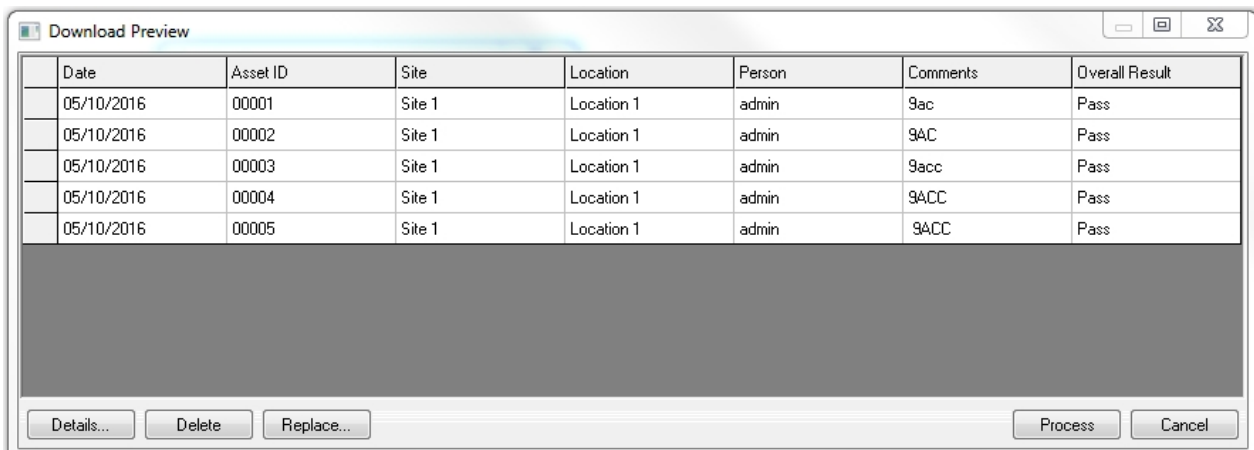 Download Preview
Date Asset ID Site Location Person Comments Overall Result
05/10/2016 00001 Site 1 Location 1 admin 9ac Pass
05/10/2016 00002 Site 1 Location 1 admin 9AC Pass
05/10/2016 00003 Site 1 Location 1 admin 9acc Pass
05/10/2016 00004 Site 1 Location 1 admin 9ACC Pass
05/10/2016 00005 Site 1 Location 1 admin 9ACC Pass
Details... Delete Replace... Process Cancel